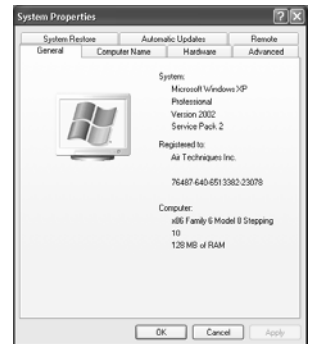 System Properties
System Restore Automatic Updates Remote
General Computer Name Hardware Advanced
System:
Microsoft Windows XP
Professional
Version 2002
Service Pack 2
Registered to:
Air Techniques Inc.
76487-640-6513382-23078
Computer:
x86 Family 6 Model 8 Stepping
10
128 MB of RAM
OK Cancel Apply